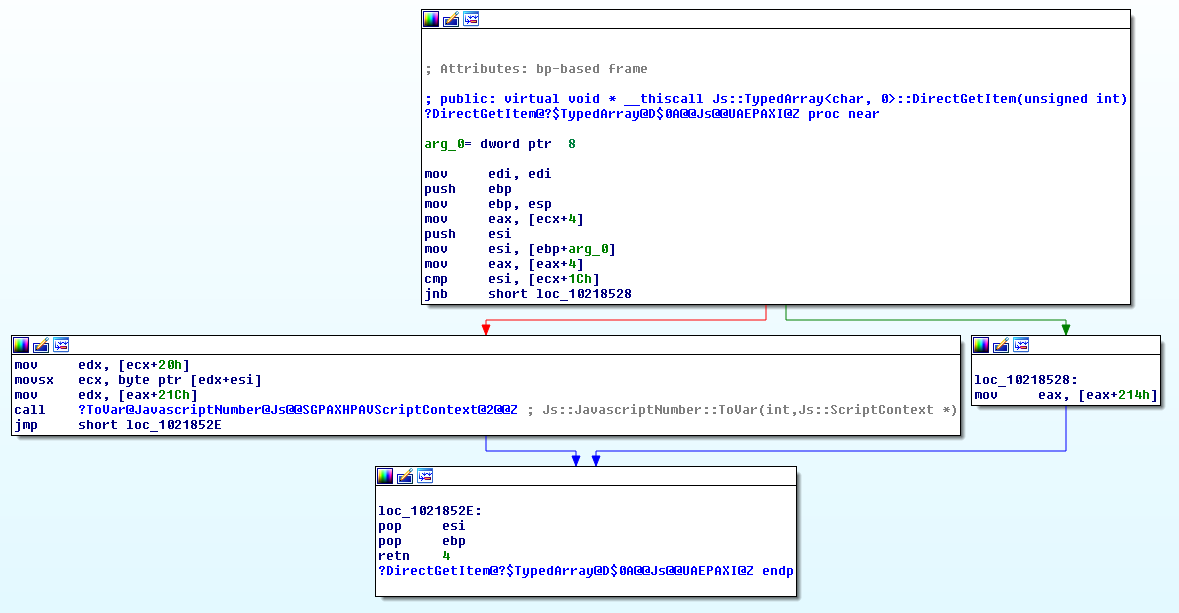 ; Attributes: bp-based frame
; public: virtual void * __thiscall Js::TypedArray<char, 0>::DirectGetItem(unsigned int)
?DirectGetItem@?$TypedArray@D$0A@@Js@@UAEPAXI@Z proc near
arg_0= dword ptr  8
mov     edi, edi
push    ebp
mov     ebp, esp
mov     eax, [ecx+4]
push    esi
mov     esi, [ebp+arg_0]
mov     eax, [eax+4]
cmp     esi, [ecx+1Ch]
jnb     short loc_10218528
mov     edx, [ecx+20h]
movsx   ecx, byte ptr [edx+esi]
mov     edx, [eax+21Ch]
call    ?ToVar@JavascriptNumber@Js@@SGPAXHPAVScriptContext@2@@Z ; Js::JavascriptNumber::ToVar(int,Js::ScriptContext *)
jmp     short loc_1021852E
loc_10218528:
mov     eax, [eax+214h]
loc_1021852E:
pop     esi
pop     ebp
retn    4
?DirectGetItem@?$TypedArray@D$0A@@Js@@UAEPAXI@Z endp